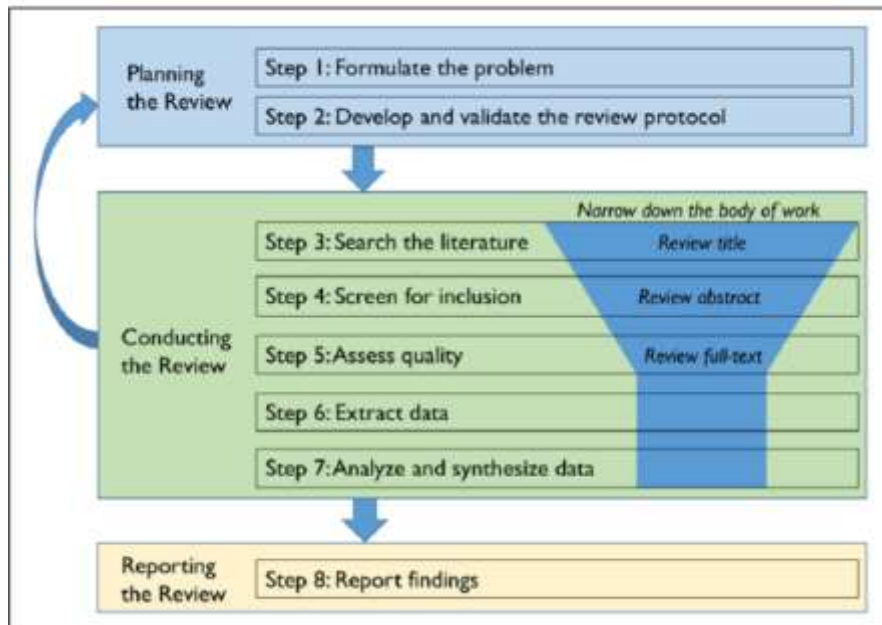 Planning
the Review
Step 1: Formulate the problem
Step 2: Develop and validate the review protocol
Narrow down the body of work
Conducting
the Review
Step 3: Search the literature
Review title
Step 4: Screen for inclusion
Review abstract
Step 5: Assess quality
Review full-text
Step 6: Extract data
Step 7: Analyze and synthesize data
Reporting
the Review
Step 8: Report findings